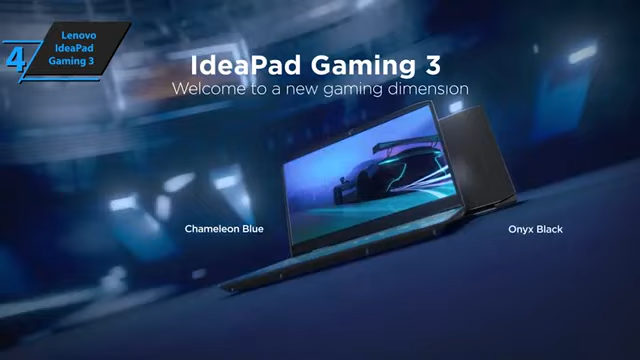 4
Lenovo
IdeaPad
Gaming 3
IdeaPad Gaming 3
Welcome to a new gaming dimension
Chameleon Blue
Onyx Black